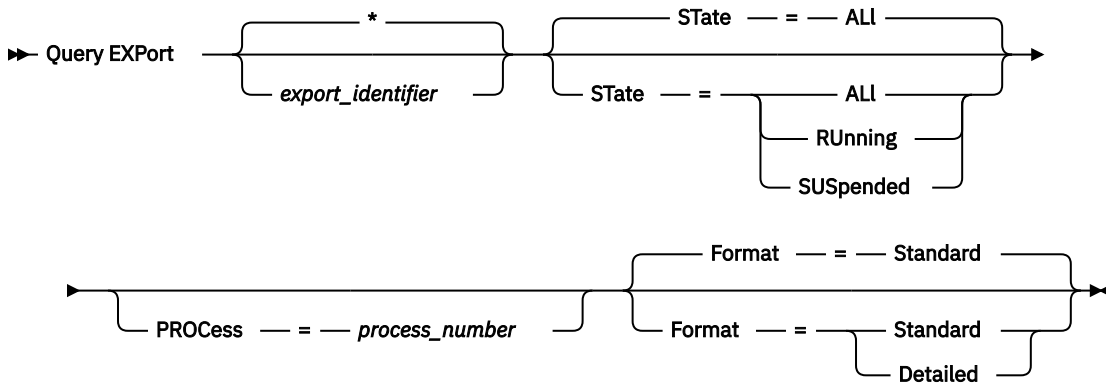 *
STate = ALl
Query EXPort
export_identifier
STate = ALl
RUnning
SUSpended
Format = Standard
PROCess = process_number
Format = Standard
Detailed